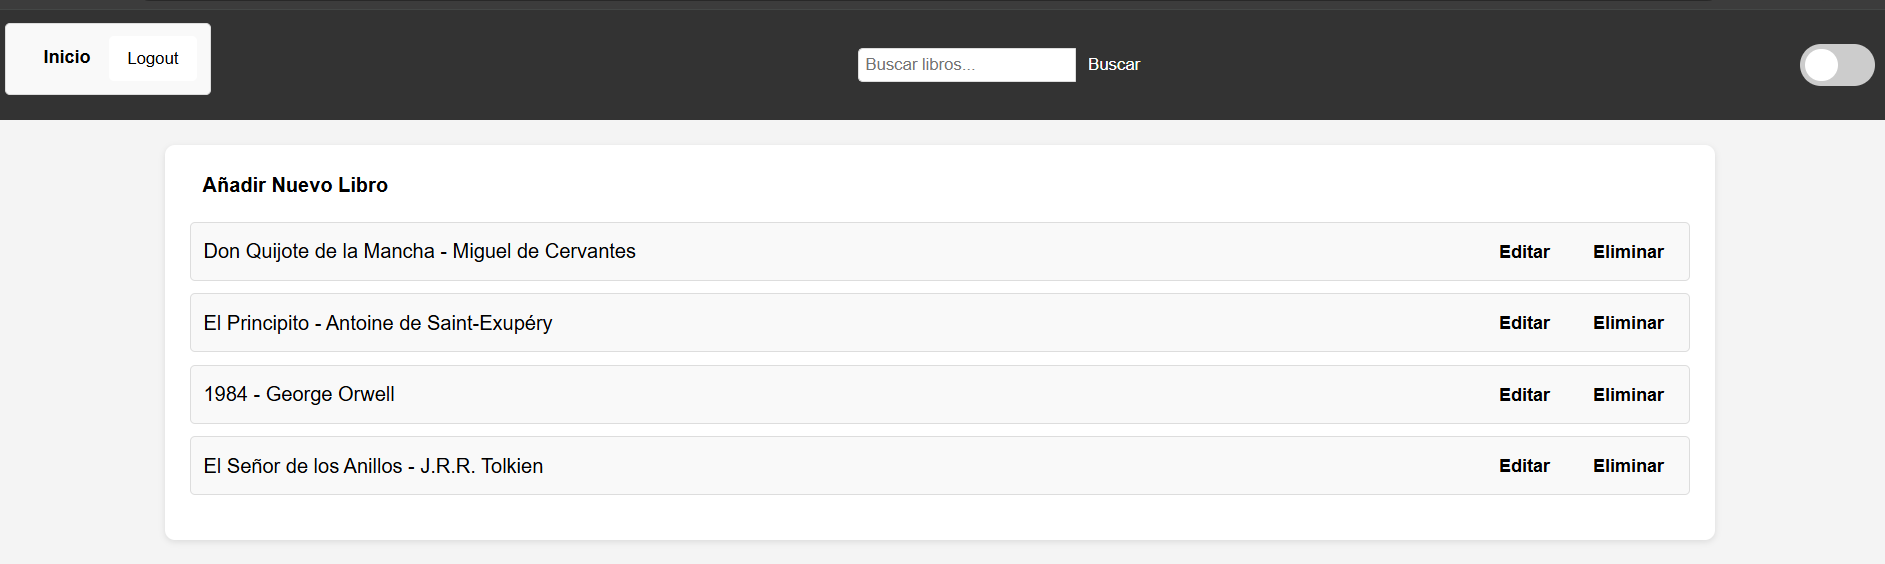 Inicio Logout Buscar libros... Buscar
Añadir Nuevo Libro
Don Quijote de la Mancha - Miguel de Cervantes Editar Eliminar
El Principito - Antoine de Saint-Exupéry Editar Eliminar
1984 - George Orwell Editar Eliminar
El Señor de los Anillos - J.R.R. Tolkien Editar Eliminar